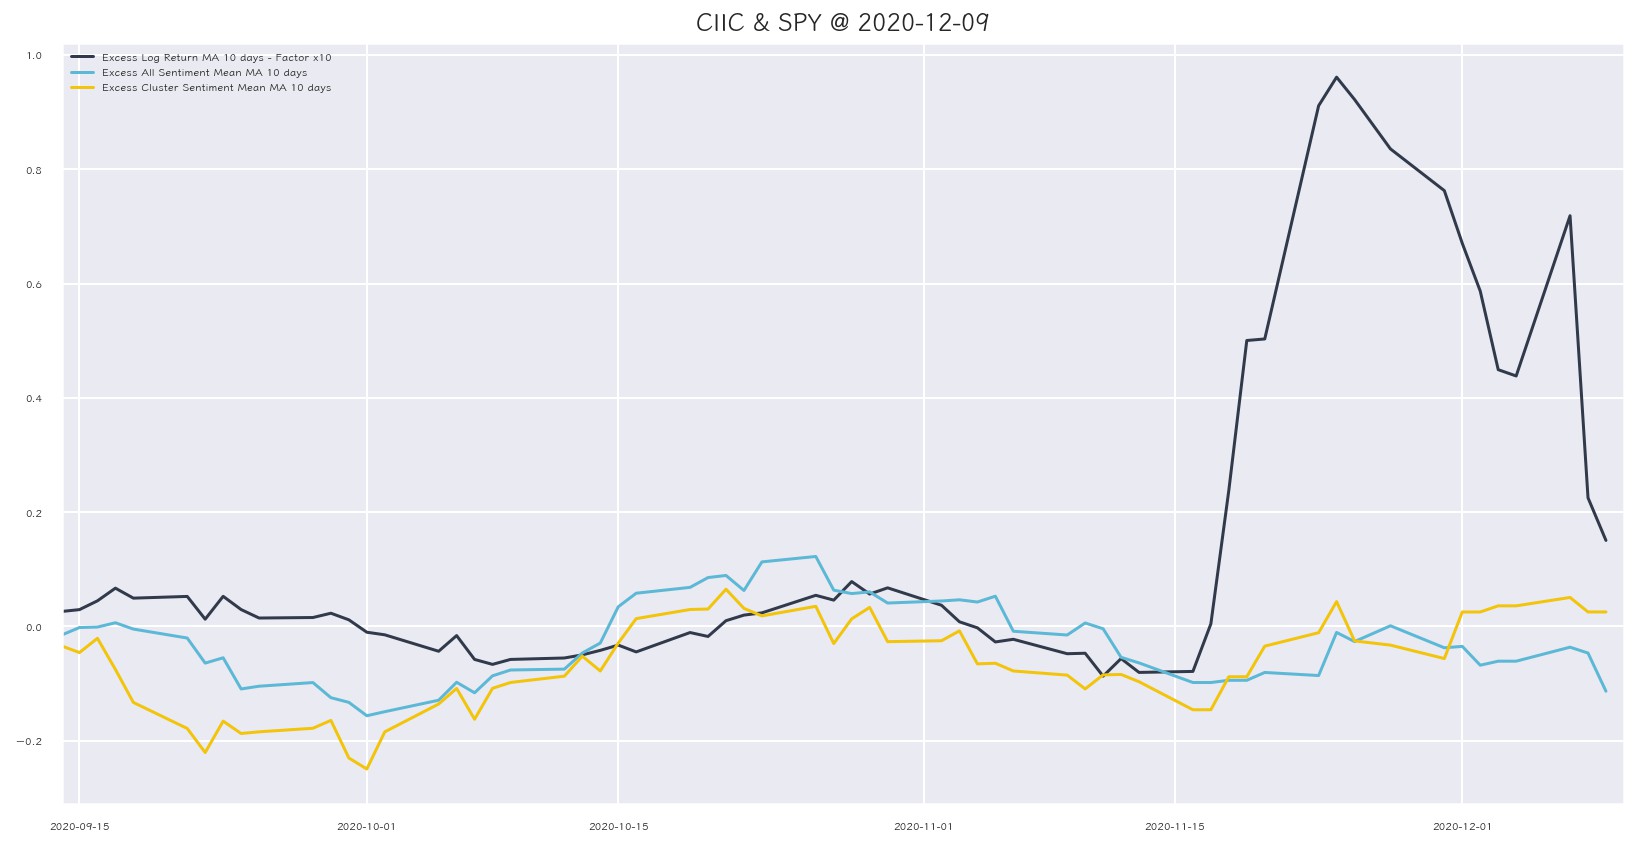 CIIC & SPY @ 2020-12-09
Excess Log Return MA 10 days - Factor x10
Excess All Sentiment Mean MA 10 days
Excess Cluster Sentiment Mean MA 10 days
1.0
0.8
0.6
0.4
0.2
0.0
−0.2
2020-09-15 2020-10-01 2020-10-15 2020-11-01 2020-11-15 2020-12-01